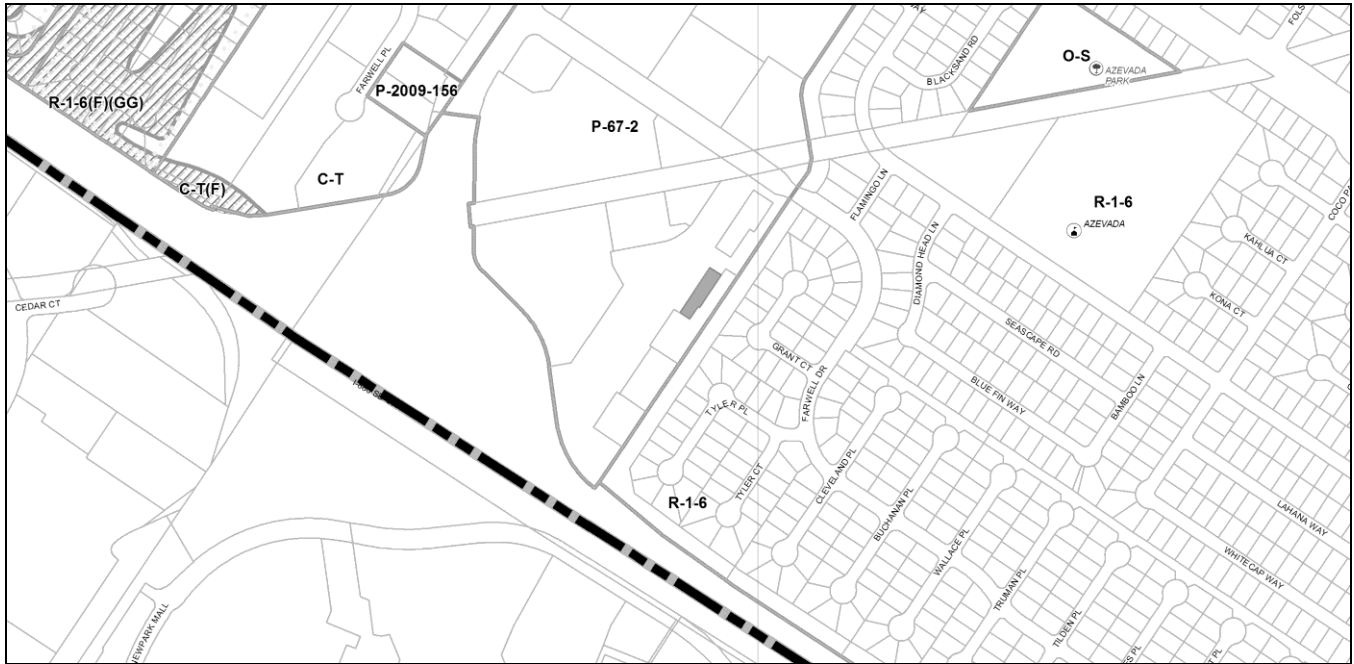 FARWELL PL
BLACKSAND RD
O-S
AZEVADA
PARK
R-1-6(F)(GG)
P-2009-156
P-67-2
C-T
C-T(F)
FLAMINGO LN
R-1-6
AZEVADA
DIAMOND HEAD LN
KAHLUA CT
KONA CT
CEDAR CT
SEASCAPE RD
GRANT CT
FARWELL DR
BLUE FIN WAY
BAMBOO LN
TYLER PL
TYLER CT
CLEVELAND PL
R-1-6
BUCHANAN PL
LAHANA WAY
WALLACE PL
WHITECAP WAY
TRUMAN PL
TILDEN PL
NEWPARK MALL